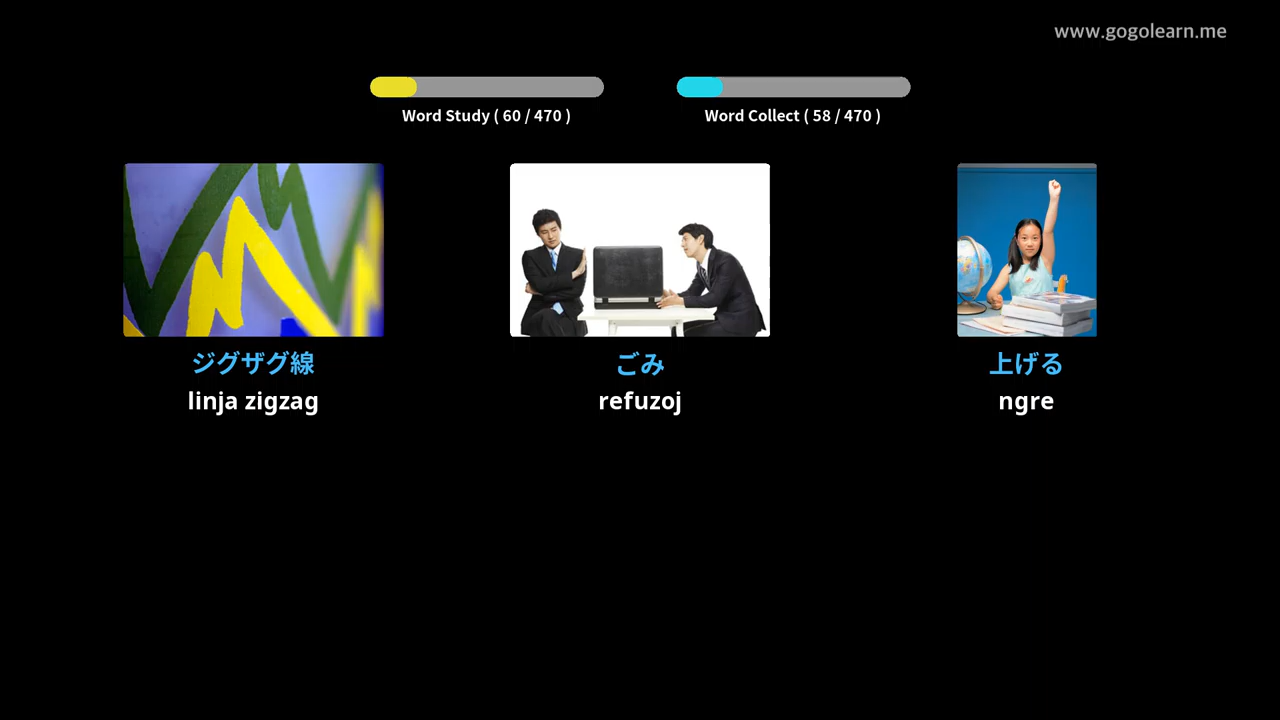 www.gogolearn.me
Word Study ( 60 / 470 )
Word Collect ( 58 / 470 )
ジグザグ線
linja zigzag
ごみ
refuzoj
上げる
ngre